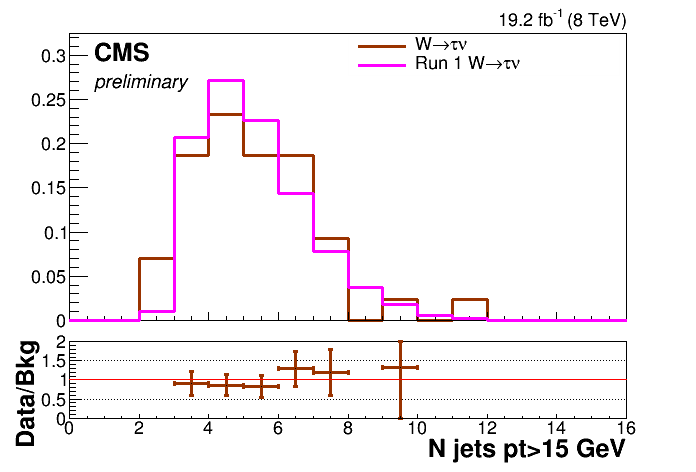 19.2 fb⁻¹ (8 TeV)
CMS
preliminary
W→τν
Run 1 W→τν
0.3
0.25
0.2
0.15
0.1
0.05
0
Data/Bkg
2
1.5
1
0.5
0
0 2 4 6 8 10 12 14 16
N jets pt>15 GeV